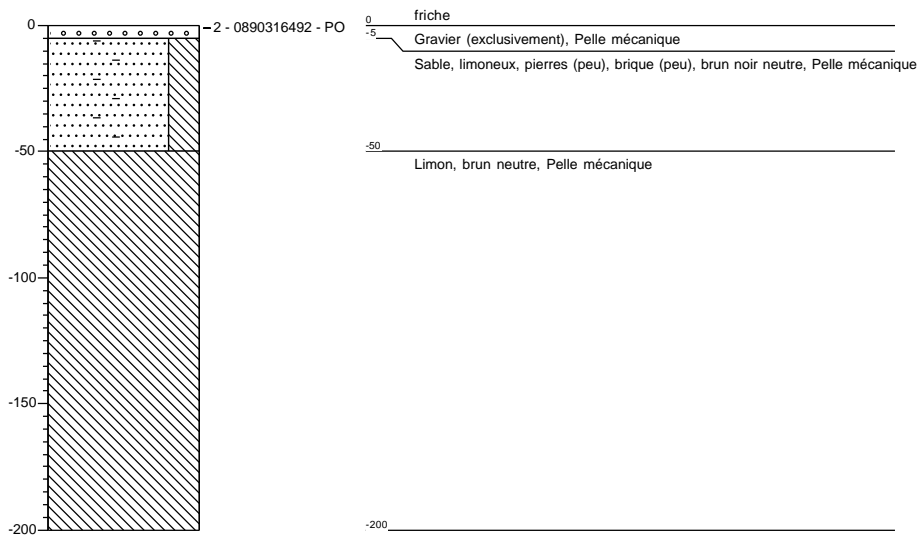 0
-50
-100
-150
-200
2 - 0890316492 - PO
0
friche
-5
Gravier (exclusivement), Pelle mécanique
Sable, limoneux, pierres (peu), brique (peu), brun noir neutre, Pelle mécanique
-50
Limon, brun neutre, Pelle mécanique
-200